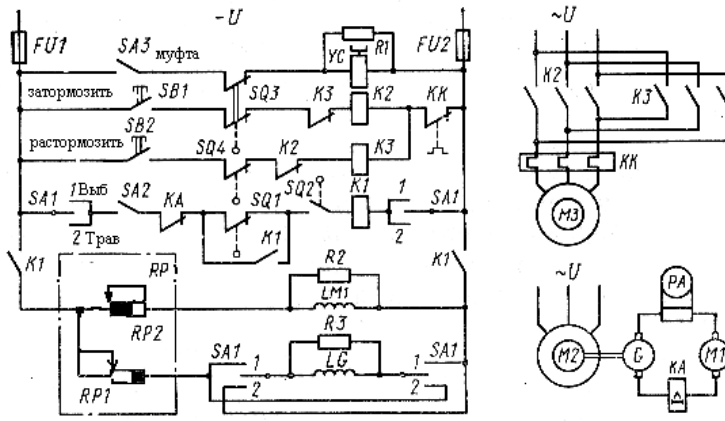 -U ~U
FU1 SA3 муфта YC R1 FU2
K2 K3
затормозить SB1 SQ3 K3 K2 KK
SB2
растормозить SQ4 K2 K3
KK
SA1 1 Выб SA2 KA SQ1 SQ2 K1 1 SA1
2 Трав K1 2
M3
K1 K1
RP R2
RP2 LM1
~U
PA
R3
RP1 SA1 1 LG 1 SA1
2 2
M2 G KA M1